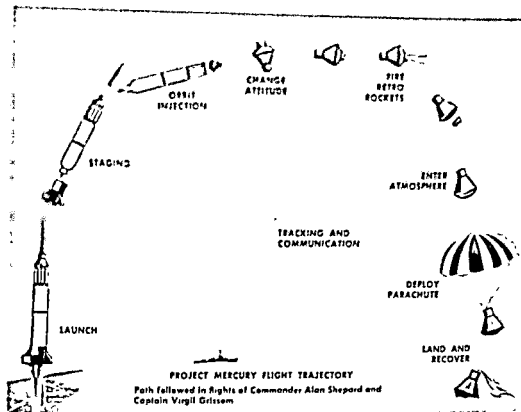 ORBIT
INJECTION
CHANGE
ATTITUDE
FIRE
RETRO
ROCKETS
STAGING
ENTER
ATMOSPHERE
TRACKING AND
COMMUNICATION
DEPLOY
PARACHUTE
LAUNCH
LAND AND
RECOVER
PROJECT MERCURY FLIGHT TRAJECTORY
Path followed in flights of Commander Alan Shepard and
Captain Virgil Grissom